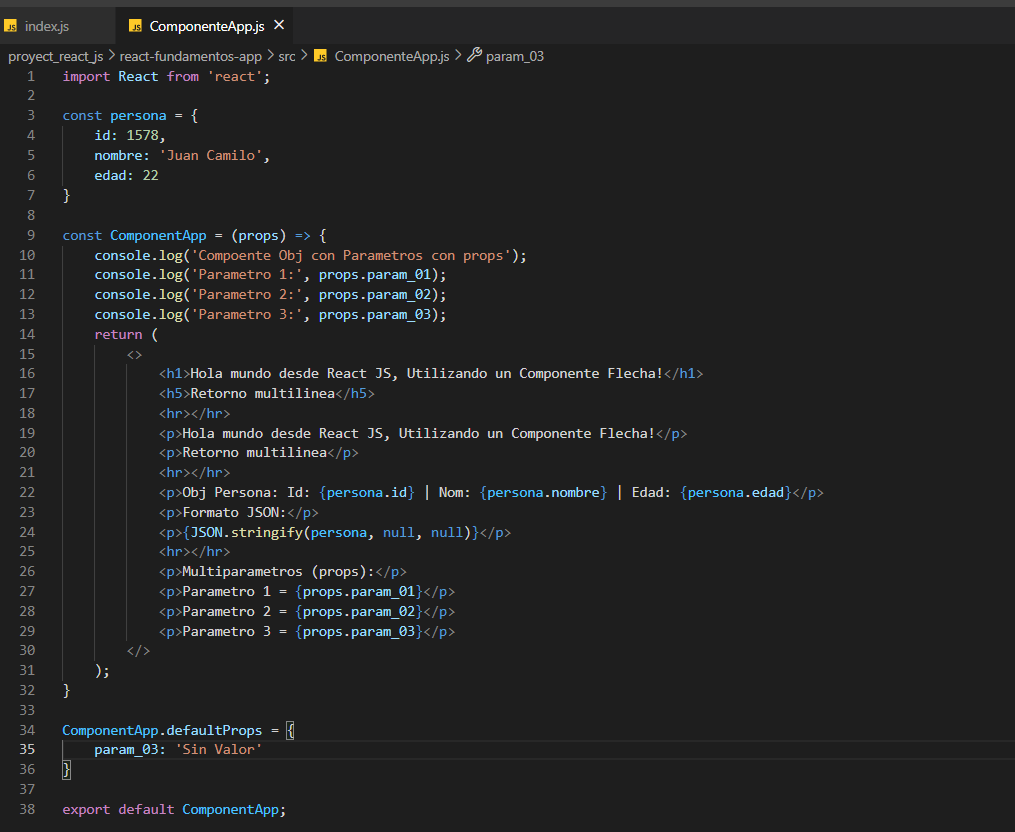 JS index.js JS ComponenteApp.js ×
proyect_react_js > react-fundamentos-app > src > JS ComponenteApp.js > param_03
1 import React from 'react';
2
3 const persona = {
4     id: 1578,
5     nombre: 'Juan Camilo',
6     edad: 22
7 }
8
9 const ComponentApp = (props) => {
10     console.log('Compoente Obj con Parametros con props');
11     console.log('Parametro 1:', props.param_01);
12     console.log('Parametro 2:', props.param_02);
13     console.log('Parametro 3:', props.param_03);
14     return (
15         <>
16             <h1>Hola mundo desde React JS, Utilizando un Componente Flecha!</h1>
17             <h5>Retorno multilinea</h5>
18             <hr></hr>
19             <p>Hola mundo desde React JS, Utilizando un Componente Flecha!</p>
20             <p>Retorno multilinea</p>
21             <hr></hr>
22             <p>Obj Persona: Id: {persona.id} | Nom: {persona.nombre} | Edad: {persona.edad}</p>
23             <p>Formato JSON:</p>
24             <p>{JSON.stringify(persona, null, null)}</p>
25             <hr></hr>
26             <p>Multiparametros (props):</p>
27             <p>Parametro 1 = {props.param_01}</p>
28             <p>Parametro 2 = {props.param_02}</p>
29             <p>Parametro 3 = {props.param_03}</p>
30         </>
31     );
32 }
33
34 ComponentApp.defaultProps = {
35     param_03: 'Sin Valor'
36 }
37
38 export default ComponentApp;